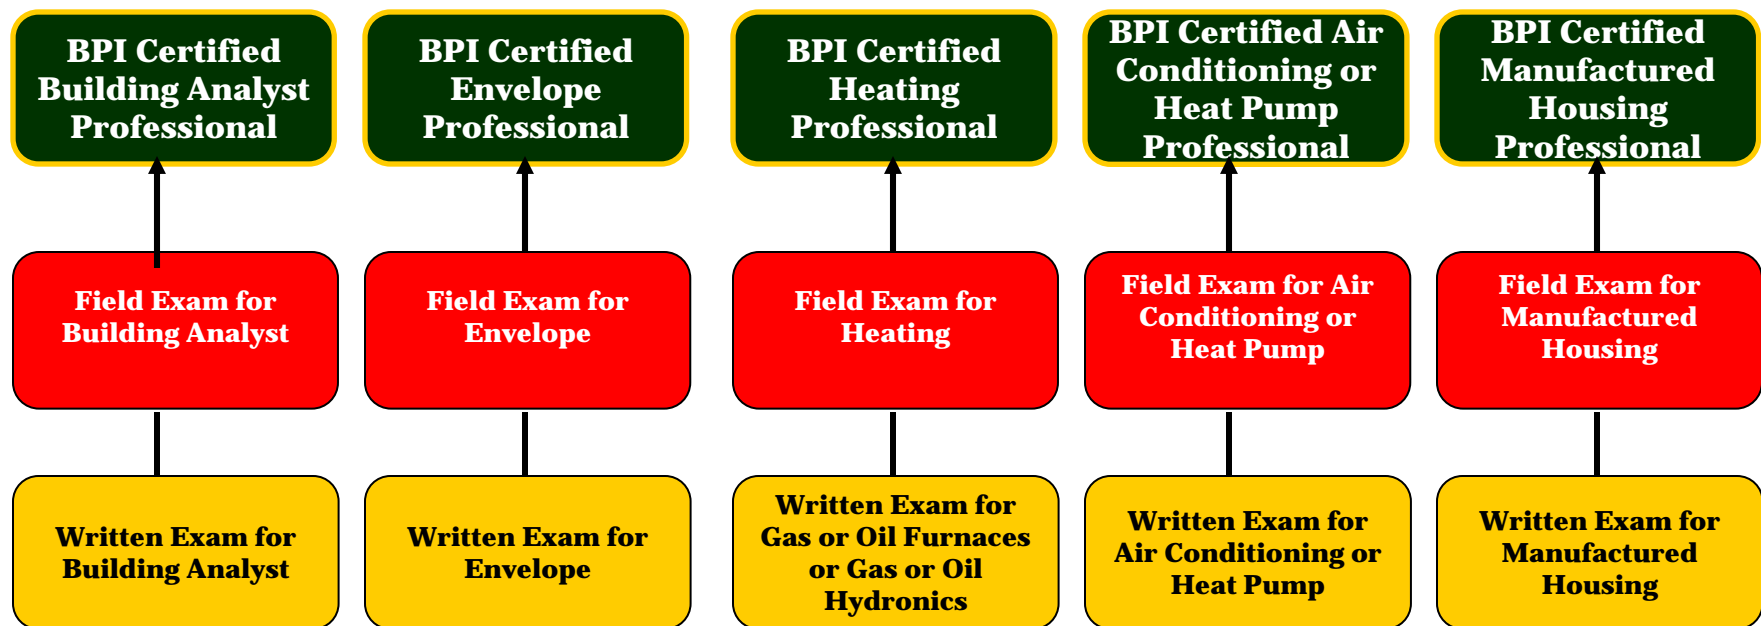 BPI Certified
Building Analyst
Professional
BPI Certified
Envelope
Professional
BPI Certified
Heating
Professional
BPI Certified Air
Conditioning or
Heat Pump
Professional
BPI Certified
Manufactured
Housing
Professional
Field Exam for
Building Analyst
Field Exam for
Envelope
Field Exam for
Heating
Field Exam for Air
Conditioning or
Heat Pump
Field Exam for
Manufactured
Housing
Written Exam for
Building Analyst
Written Exam for
Envelope
Written Exam for
Gas or Oil Furnaces
or Gas or Oil
Hydronics
Written Exam for
Air Conditioning or
Heat Pump
Written Exam for
Manufactured
Housing